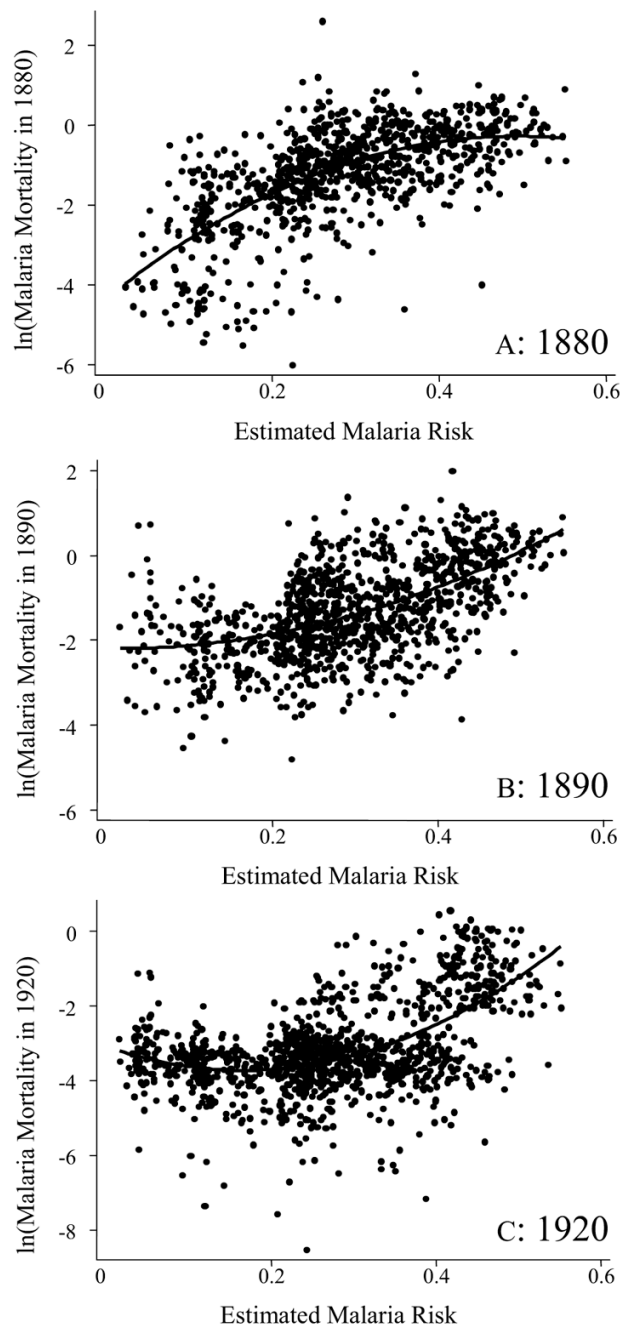 ln(Malaria Mortality in 1880)
2
0
-2
-4
-6
0 0.2 0.4 0.6
A: 1880
Estimated Malaria Risk
ln(Malaria Mortality in 1890)
2
0
-2
-4
-6
0 0.2 0.4 0.6
B: 1890
Estimated Malaria Risk
ln(Malaria Mortality in 1920)
0
-2
-4
-6
-8
0 0.2 0.4 0.6
C: 1920
Estimated Malaria Risk